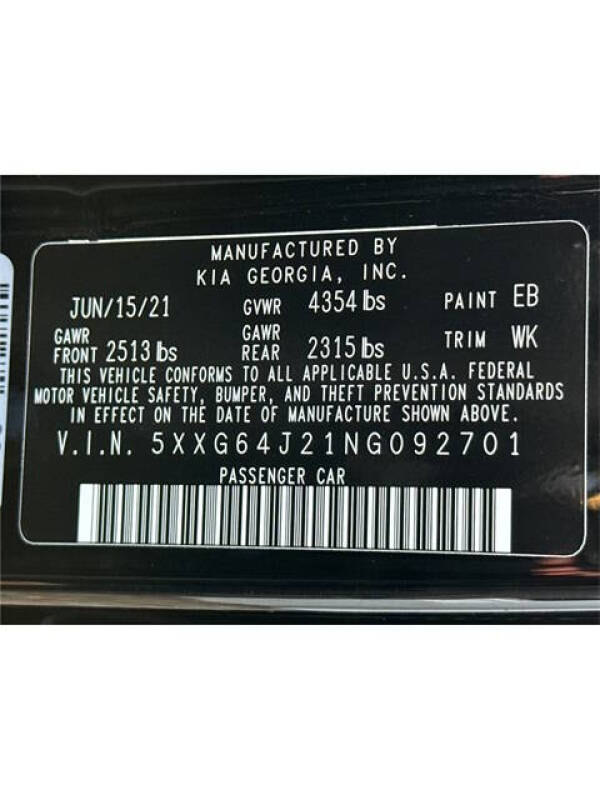 MANUFACTURED BY
KIA GEORGIA, INC.
JUN/15/21 GVWR 4354 lbs PAINT EB
GAWR FRONT 2513 lbs GAWR REAR 2315 lbs TRIM WK
THIS VEHICLE CONFORMS TO ALL APPLICABLE U.S.A. FEDERAL
MOTOR VEHICLE SAFETY, BUMPER, AND THEFT PREVENTION STANDARDS
IN EFFECT ON THE DATE OF MANUFACTURE SHOWN ABOVE.
V.I.N. 5XXG64J21NG092701
PASSENGER CAR